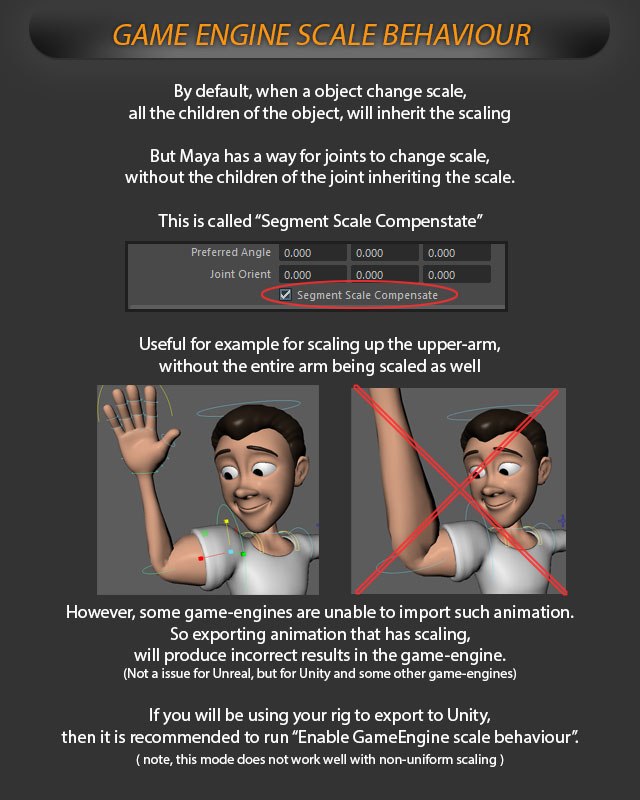 GAME ENGINE SCALE BEHAVIOUR
By default, when a object change scale,
all the children of the object, will inherit the scaling
But Maya has a way for joints to change scale,
without the children of the joint inheriting the scale.
This is called “Segment Scale Compenstate”
Preferred Angle 0.000 0.000 0.000
Joint Orient 0.000 0.000 0.000
Segment Scale Compensate
Useful for example for scaling up the upper-arm,
without the entire arm being scaled as well
However, some game-engines are unable to import such animation.
So exporting animation that has scaling,
will produce incorrect results in the game-engine.
(Not a issue for Unreal, but for Unity and some other game-engines)
If you will be using your rig to export to Unity,
then it is recommended to run “Enable GameEngine scale behaviour”.
( note, this mode does not work well with non-uniform scaling )